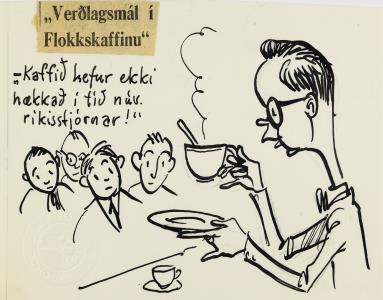 „Verðlagsmál í
Flokkskaffinu“
„-Kaffið hefur ekki
hækkað í tíð núv.
ríkisstjórnar!“